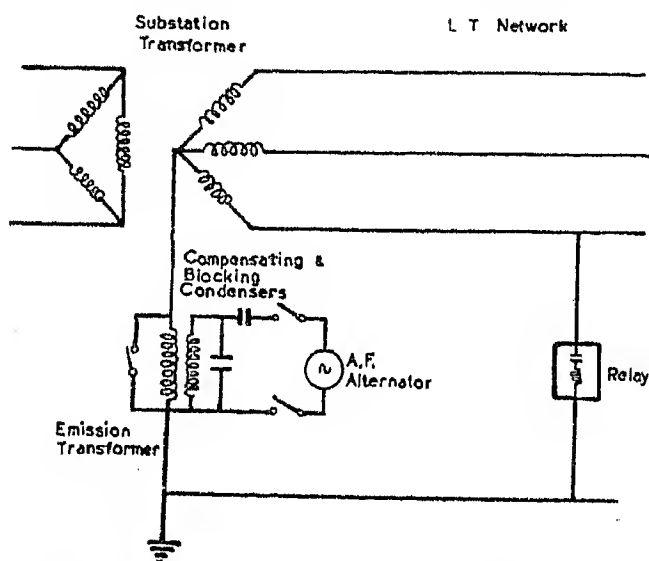 Substation
Transformer
L T Network
Compensating &
Blocking
Condensers
A.F.
Alternator
Relay
Emission
Transformer